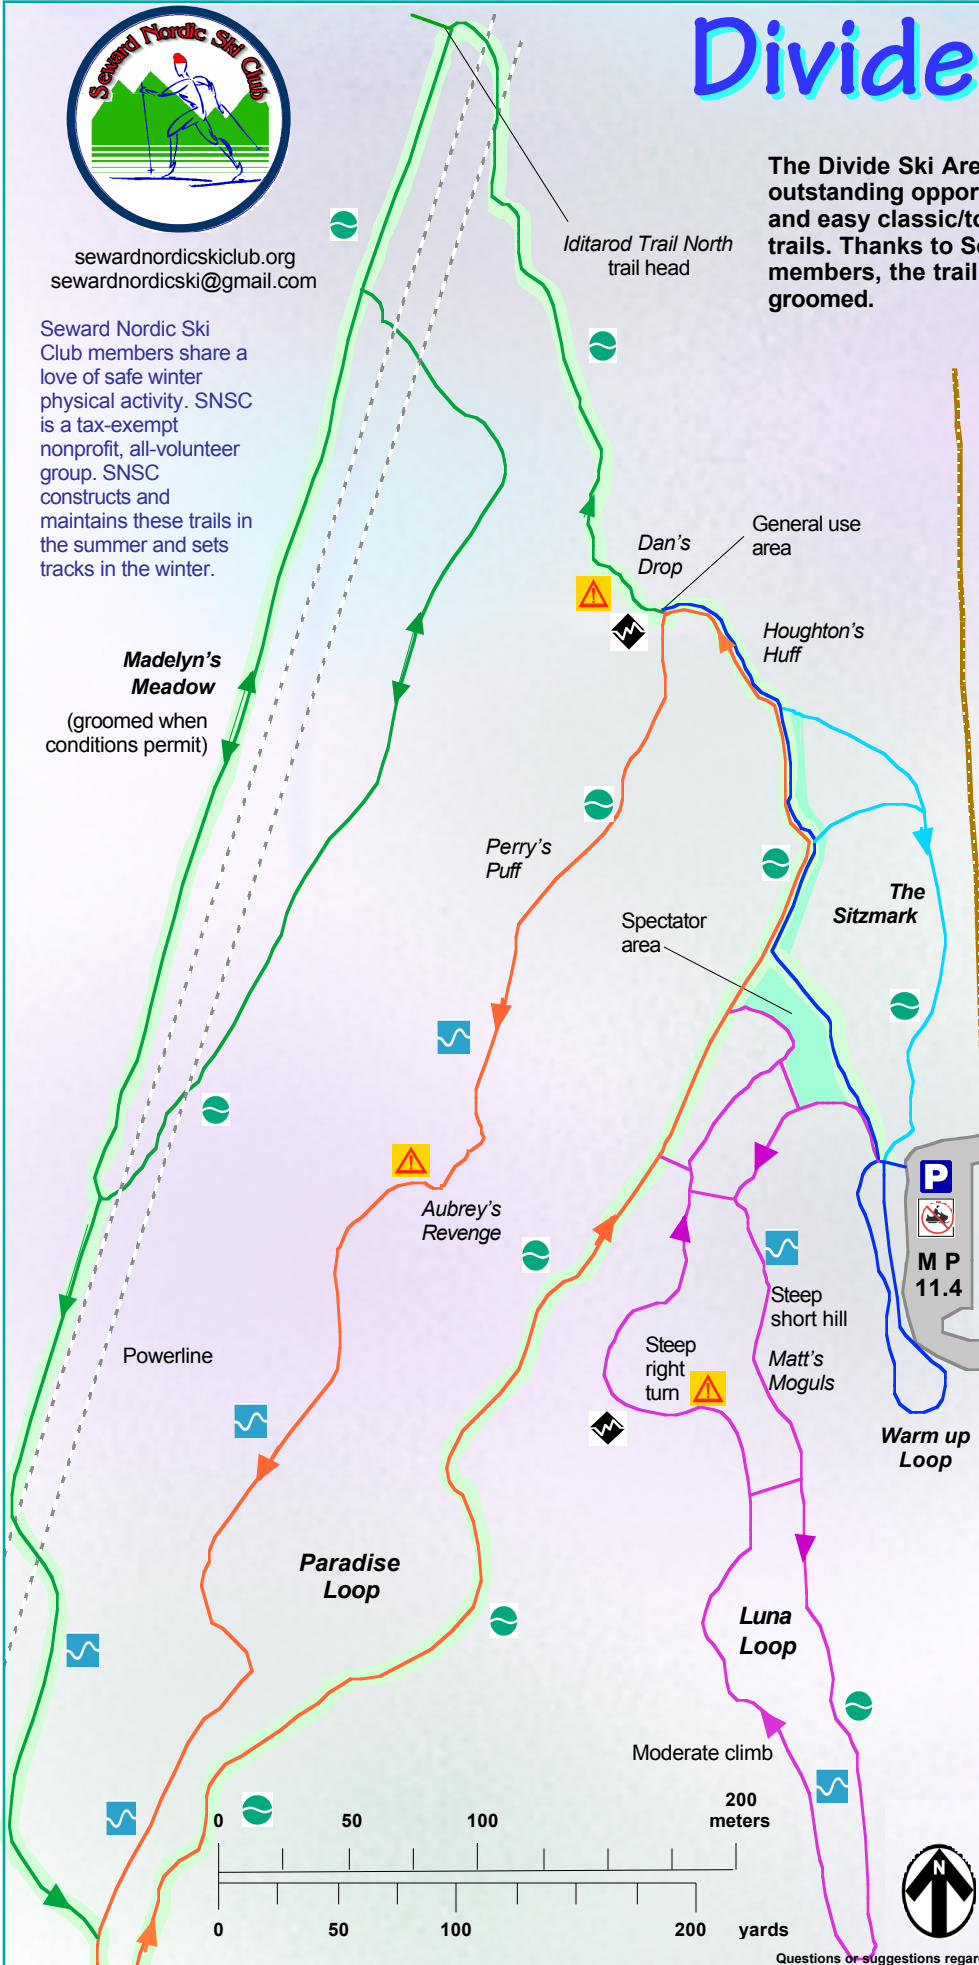 Seward Nordic Ski Club
sewardnordicskiclub.org
sewardnordicski@gmail.com
Seward Nordic Ski
Club members share a
love of safe winter
physical activity. SNSC
is a tax-exempt
nonprofit, all-volunteer
group. SNSC
constructs and
maintains these trails in
the summer and sets
tracks in the winter.
Divide
The Divide Ski Are
outstanding oppor
and easy classic/to
trails. Thanks to Se
members, the trail
groomed.
Iditarod Trail North
trail head
General use
area
Dan's
Drop
Houghton's
Huff
Madelyn's
Meadow
(groomed when
conditions permit)
Perry's
Puff
The
Sitzmark
Spectator
area
Aubrey's
Revenge
P
M P
11.4
Steep
short hill
Powerline
Steep
right
turn
Matt's
Moguls
Warm up
Loop
Paradise
Loop
Luna
Loop
Moderate climb
0 50 100 200
meters
0 50 100 200 yards
N
Questions or suggestions regar